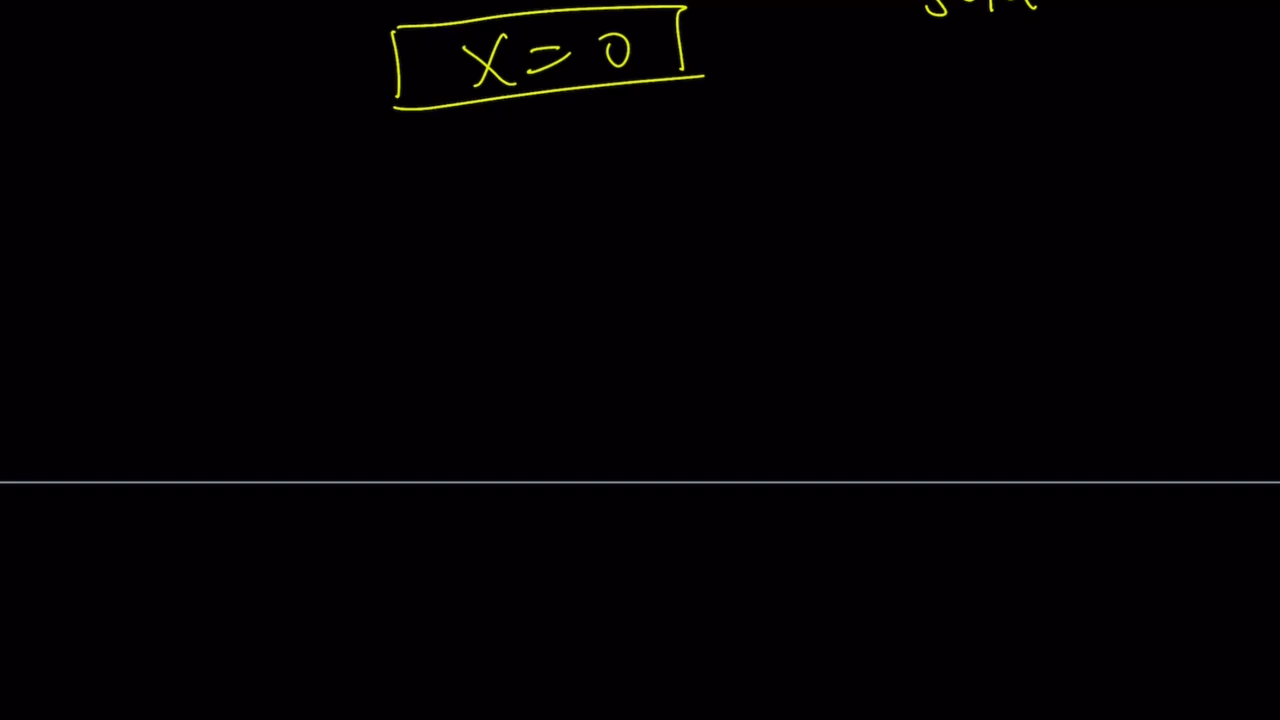 X = 0